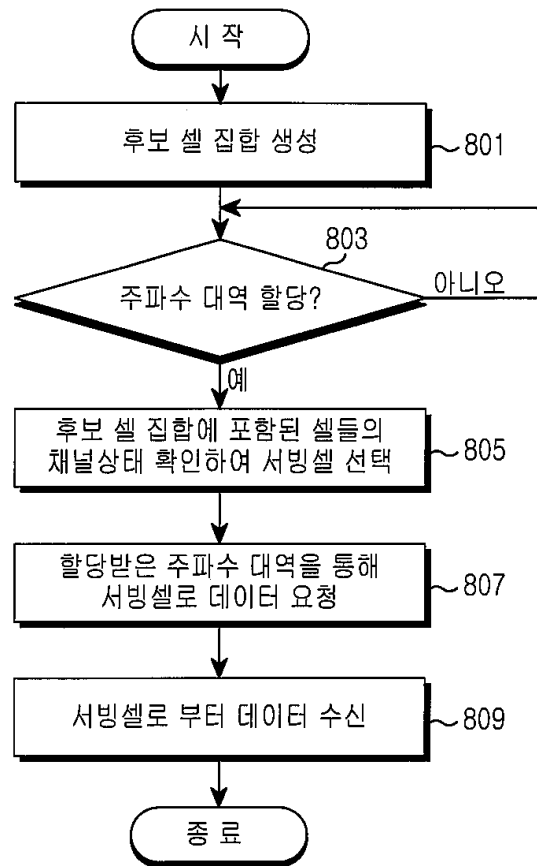 시 작
후보 셀 집합 생성
801
803
주파수 대역 할당?
아니오
예
후보 셀 집합에 포함된 셀들의
채널상태 확인하여 서빙셀 선택
805
할당받은 주파수 대역을 통해
서빙셀로 데이터 요청
807
서빙셀로 부터 데이터 수신
809
종 료